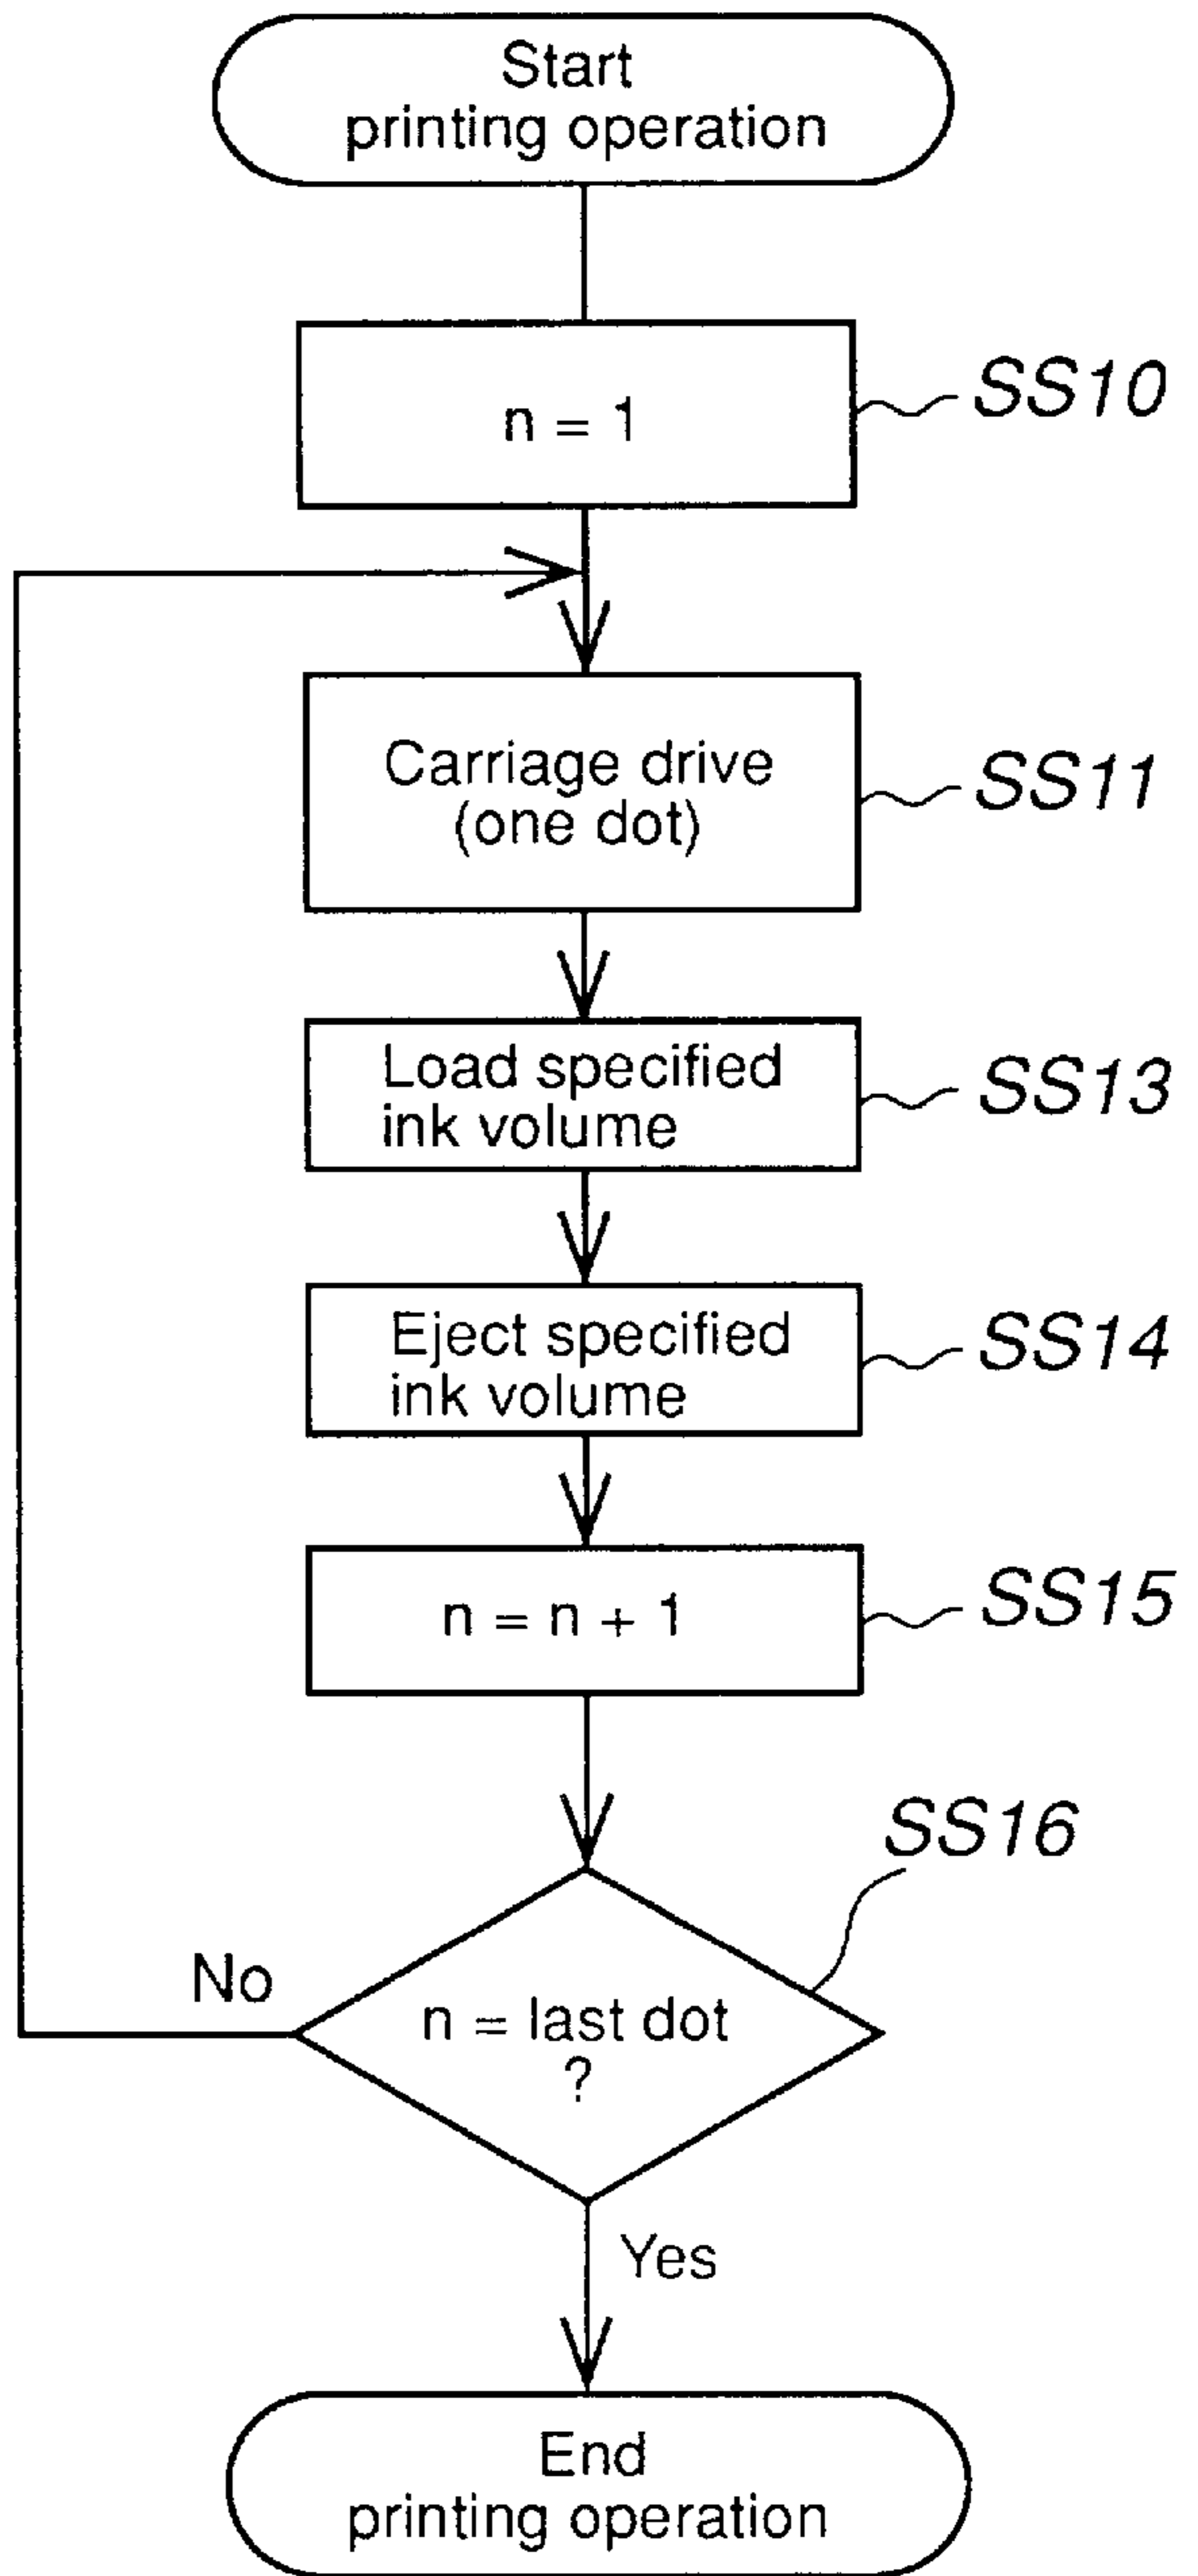 Start
printing operation
n = 1
SS10
Carriage drive
(one dot)
SS11
Load specified
ink volume
SS13
Eject specified
ink volume
SS14
n = n + 1
SS15
SS16
No
n = last dot
?
Yes
End
printing operation